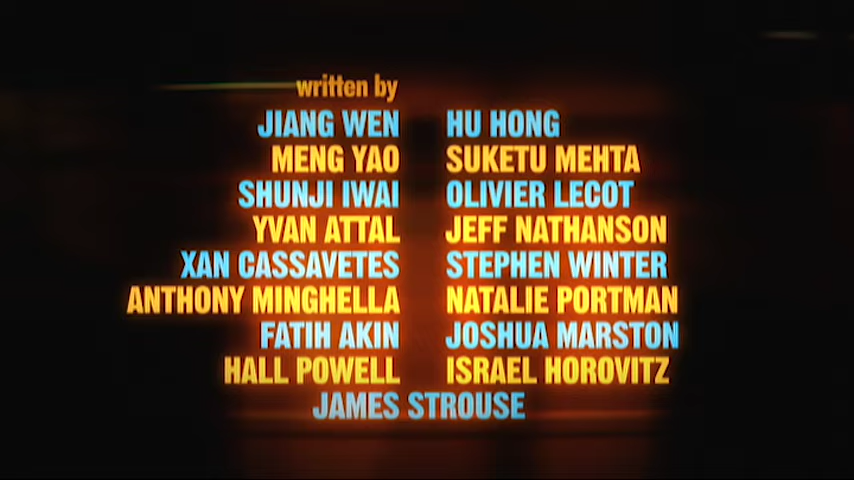 written by
JIANG WEN HU HONG
MENG YAO SUKETU MEHTA
SHUNJI IWAI OLIVIER LECOT
YVAN ATTAL JEFF NATHANSON
XAN CASSAVETES STEPHEN WINTER
ANTHONY MINGHELLA NATALIE PORTMAN
FATIH AKIN JOSHUA MARSTON
HALL POWELL ISRAEL HOROVITZ
JAMES STROUSE